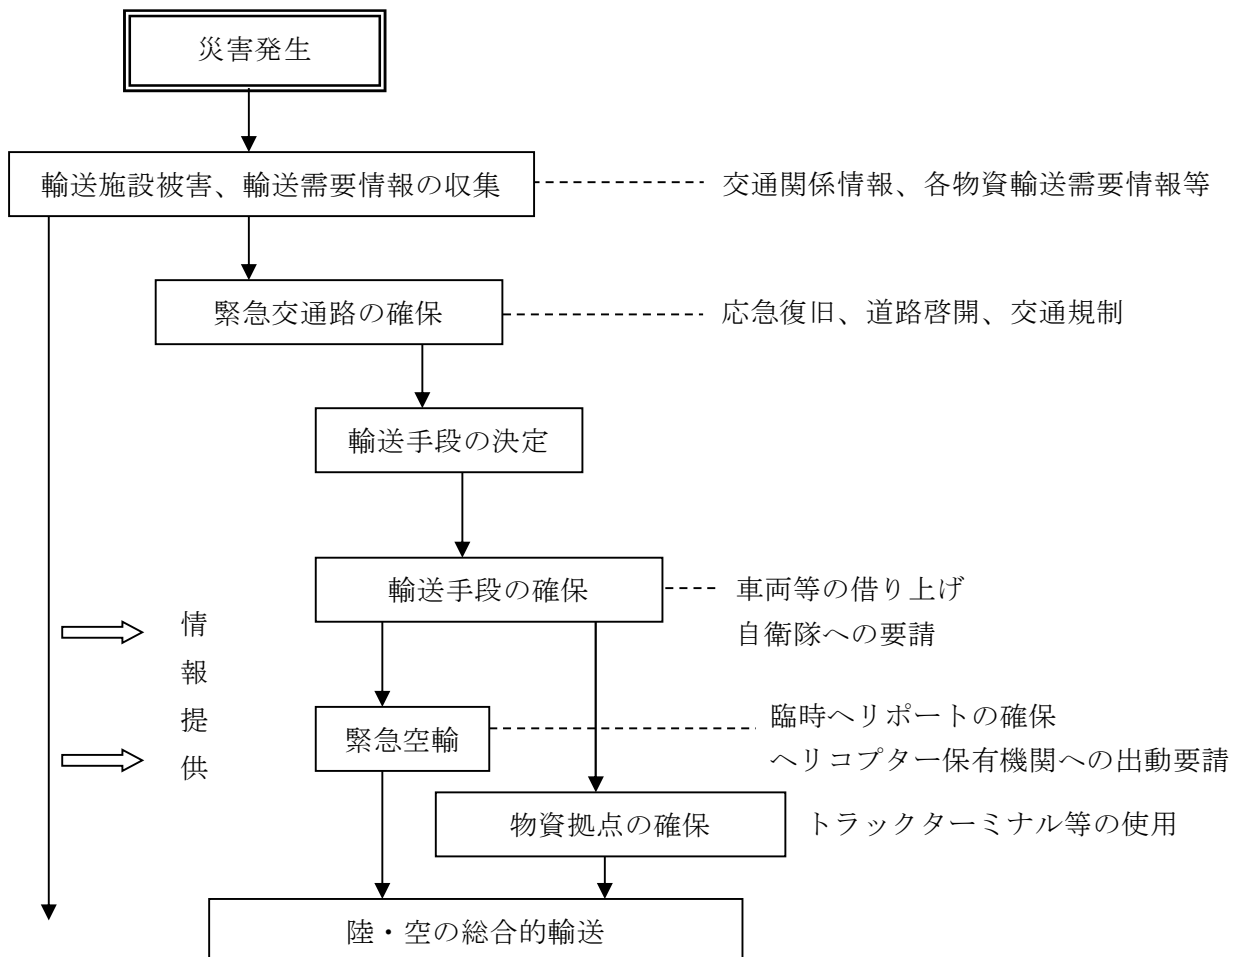 災害発生
輸送施設被害、輸送需要情報の収集
交通関係情報、各物資輸送需要情報等
緊急交通路の確保
応急復旧、道路啓開、交通規制
輸送手段の決定
輸送手段の確保
車両等の借り上げ
自衛隊への要請
情報提供
緊急空輸
臨時ヘリポートの確保
ヘリコプター保有機関への出動要請
物資拠点の確保
トラックターミナル等の使用
陸・空の総合的輸送